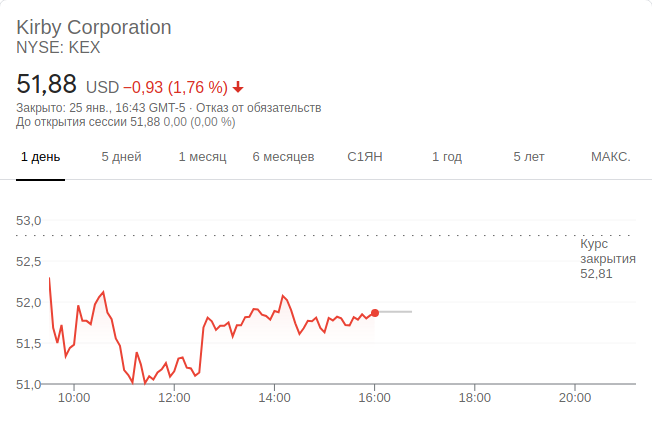 Kirby Corporation
NYSE: KEX
51,88 USD −0,93 (1,76 %)
Закрыто: 25 янв., 16:43 GMT-5 · Отказ от обязательств
До открытия сессии 51,88 0,00 (0,00 %)
1 день 5 дней 1 месяц 6 месяцев С1ЯН 1 год 5 лет МАКС.
53,0
Курс
закрытия
52,81
52,5
52,0
51,5
51,0
10:00 12:00 14:00 16:00 18:00 20:00